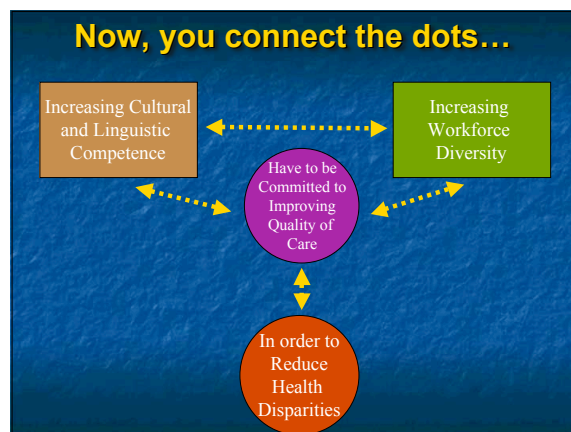 Now, you connect the dots…
Increasing Cultural
and Linguistic
Competence
Increasing
Workforce
Diversity
Have to be
Committed to
Improving
Quality of
Care
In order to
Reduce
Health
Disparities